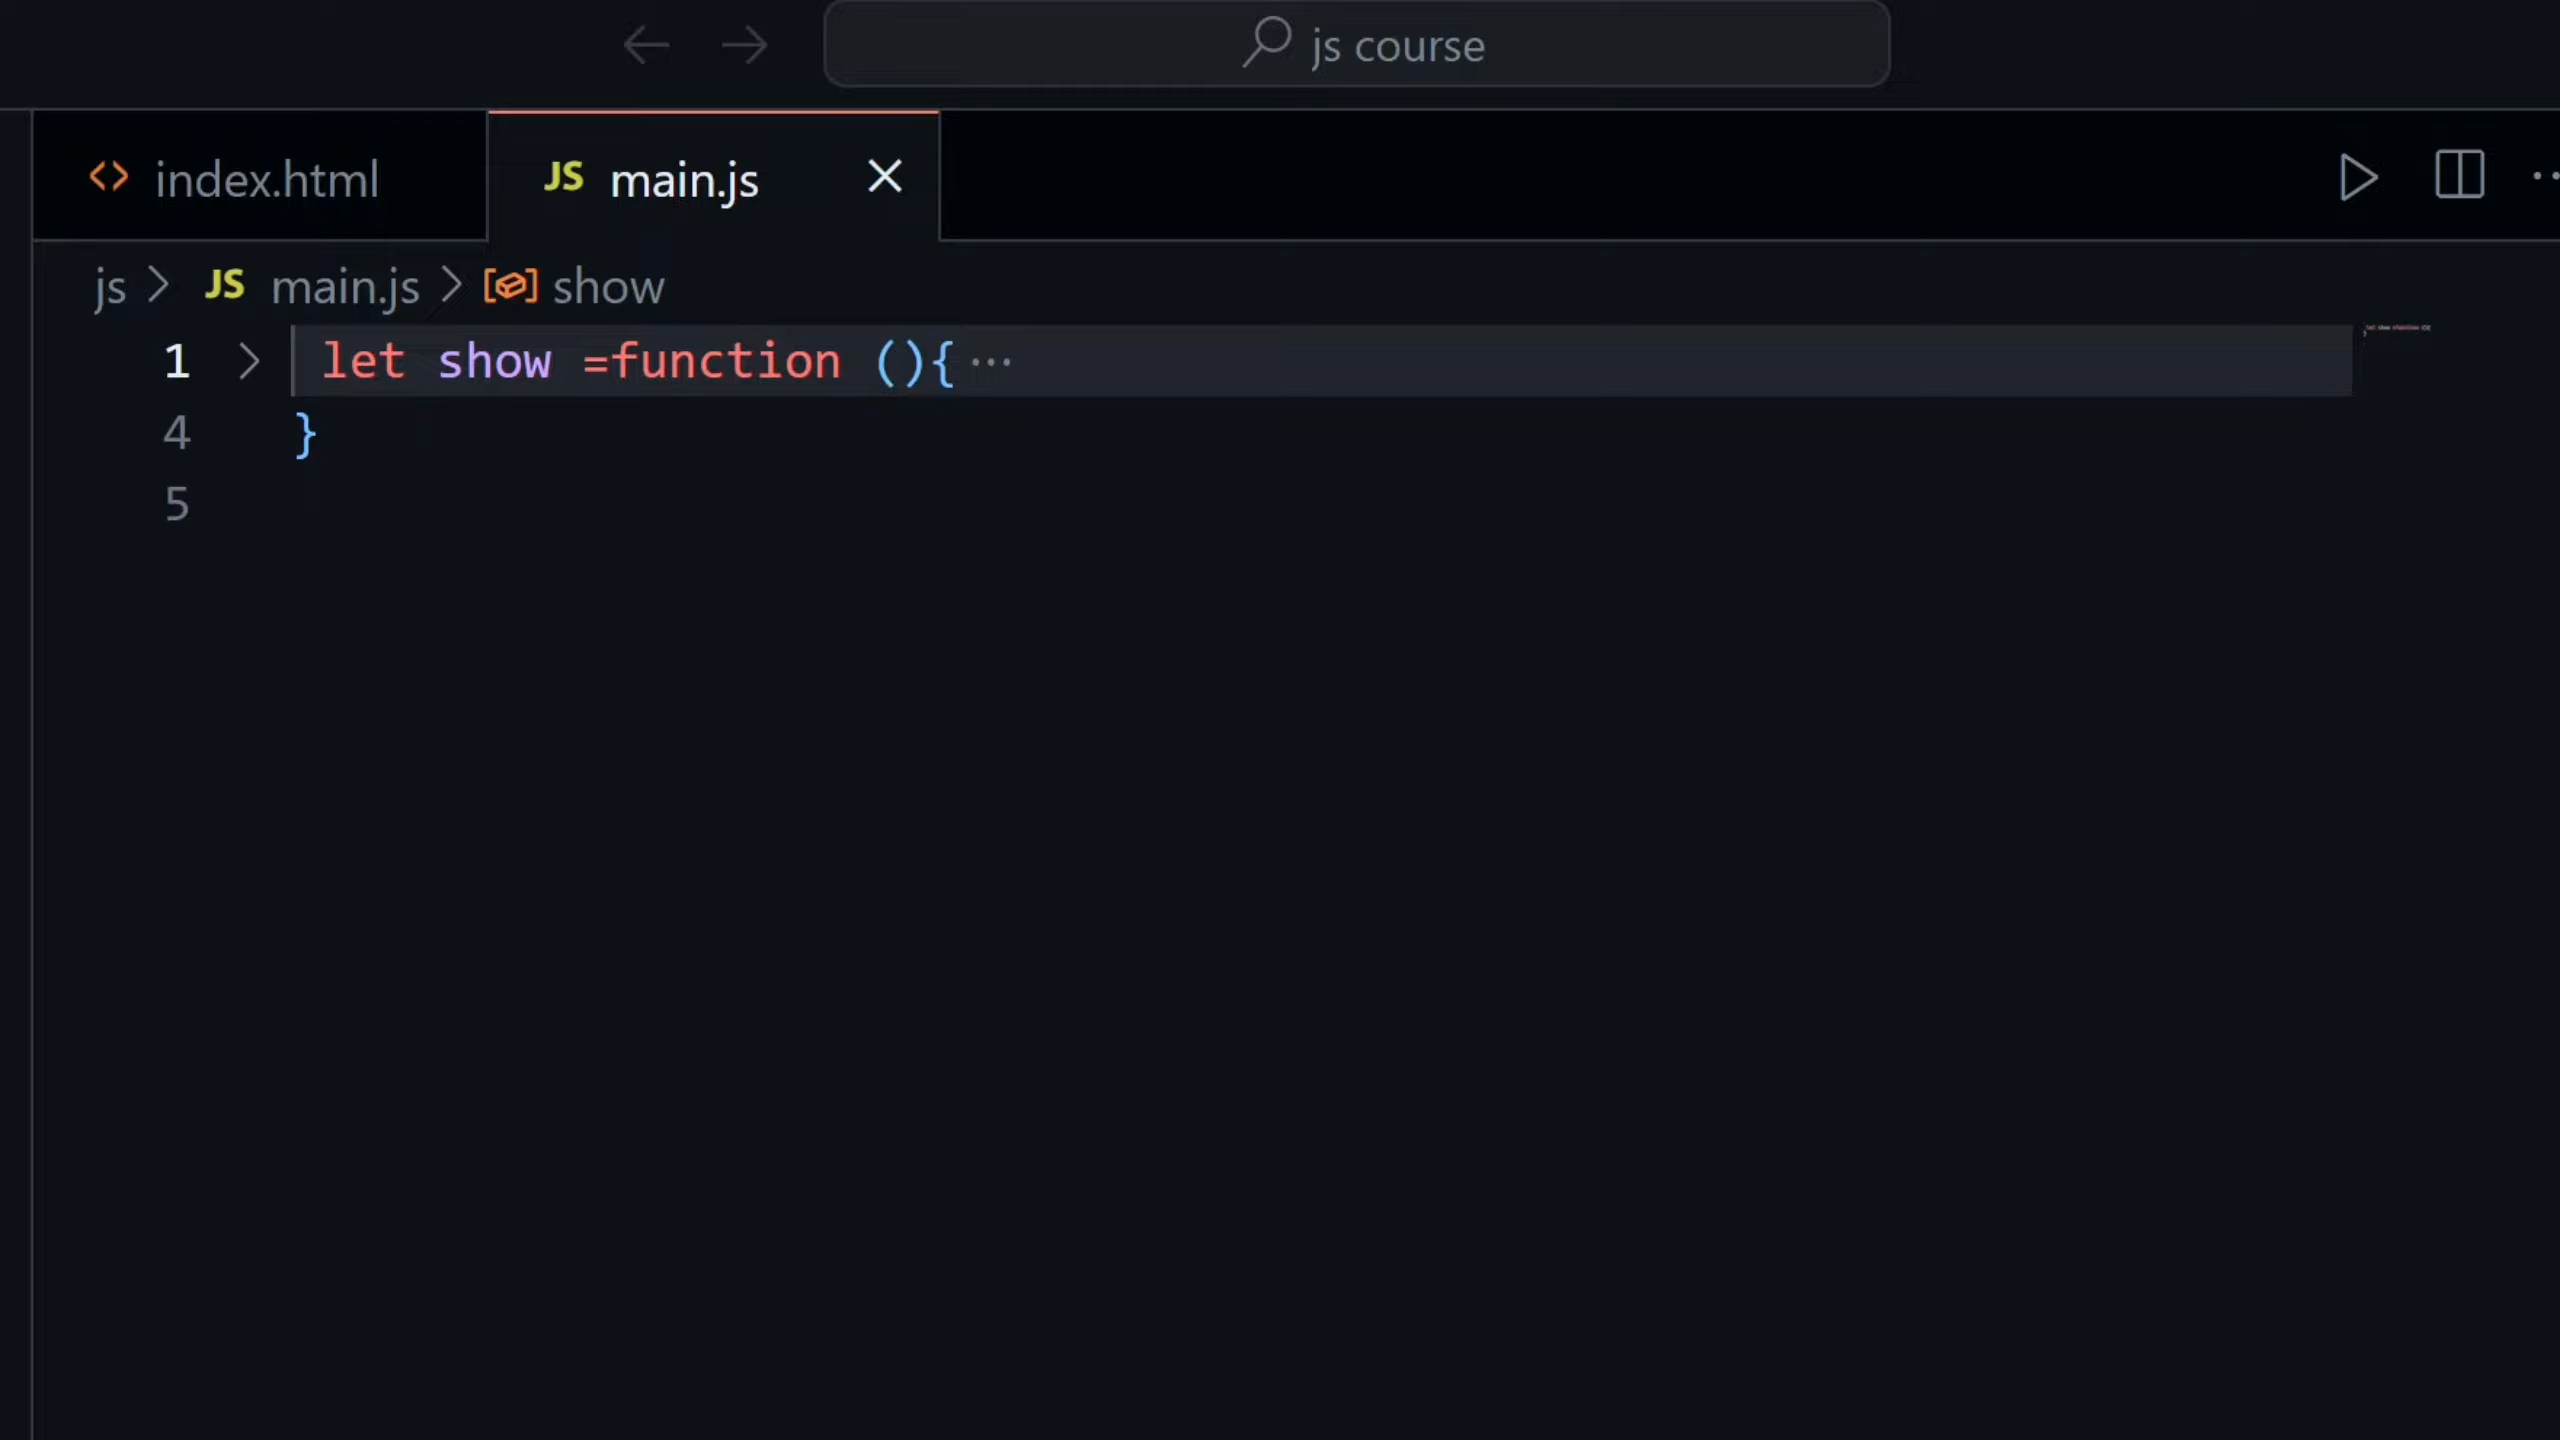 js course
index.html
JS main.js
js > JS main.js > show
1 let show =function (){ ···
4 }
5